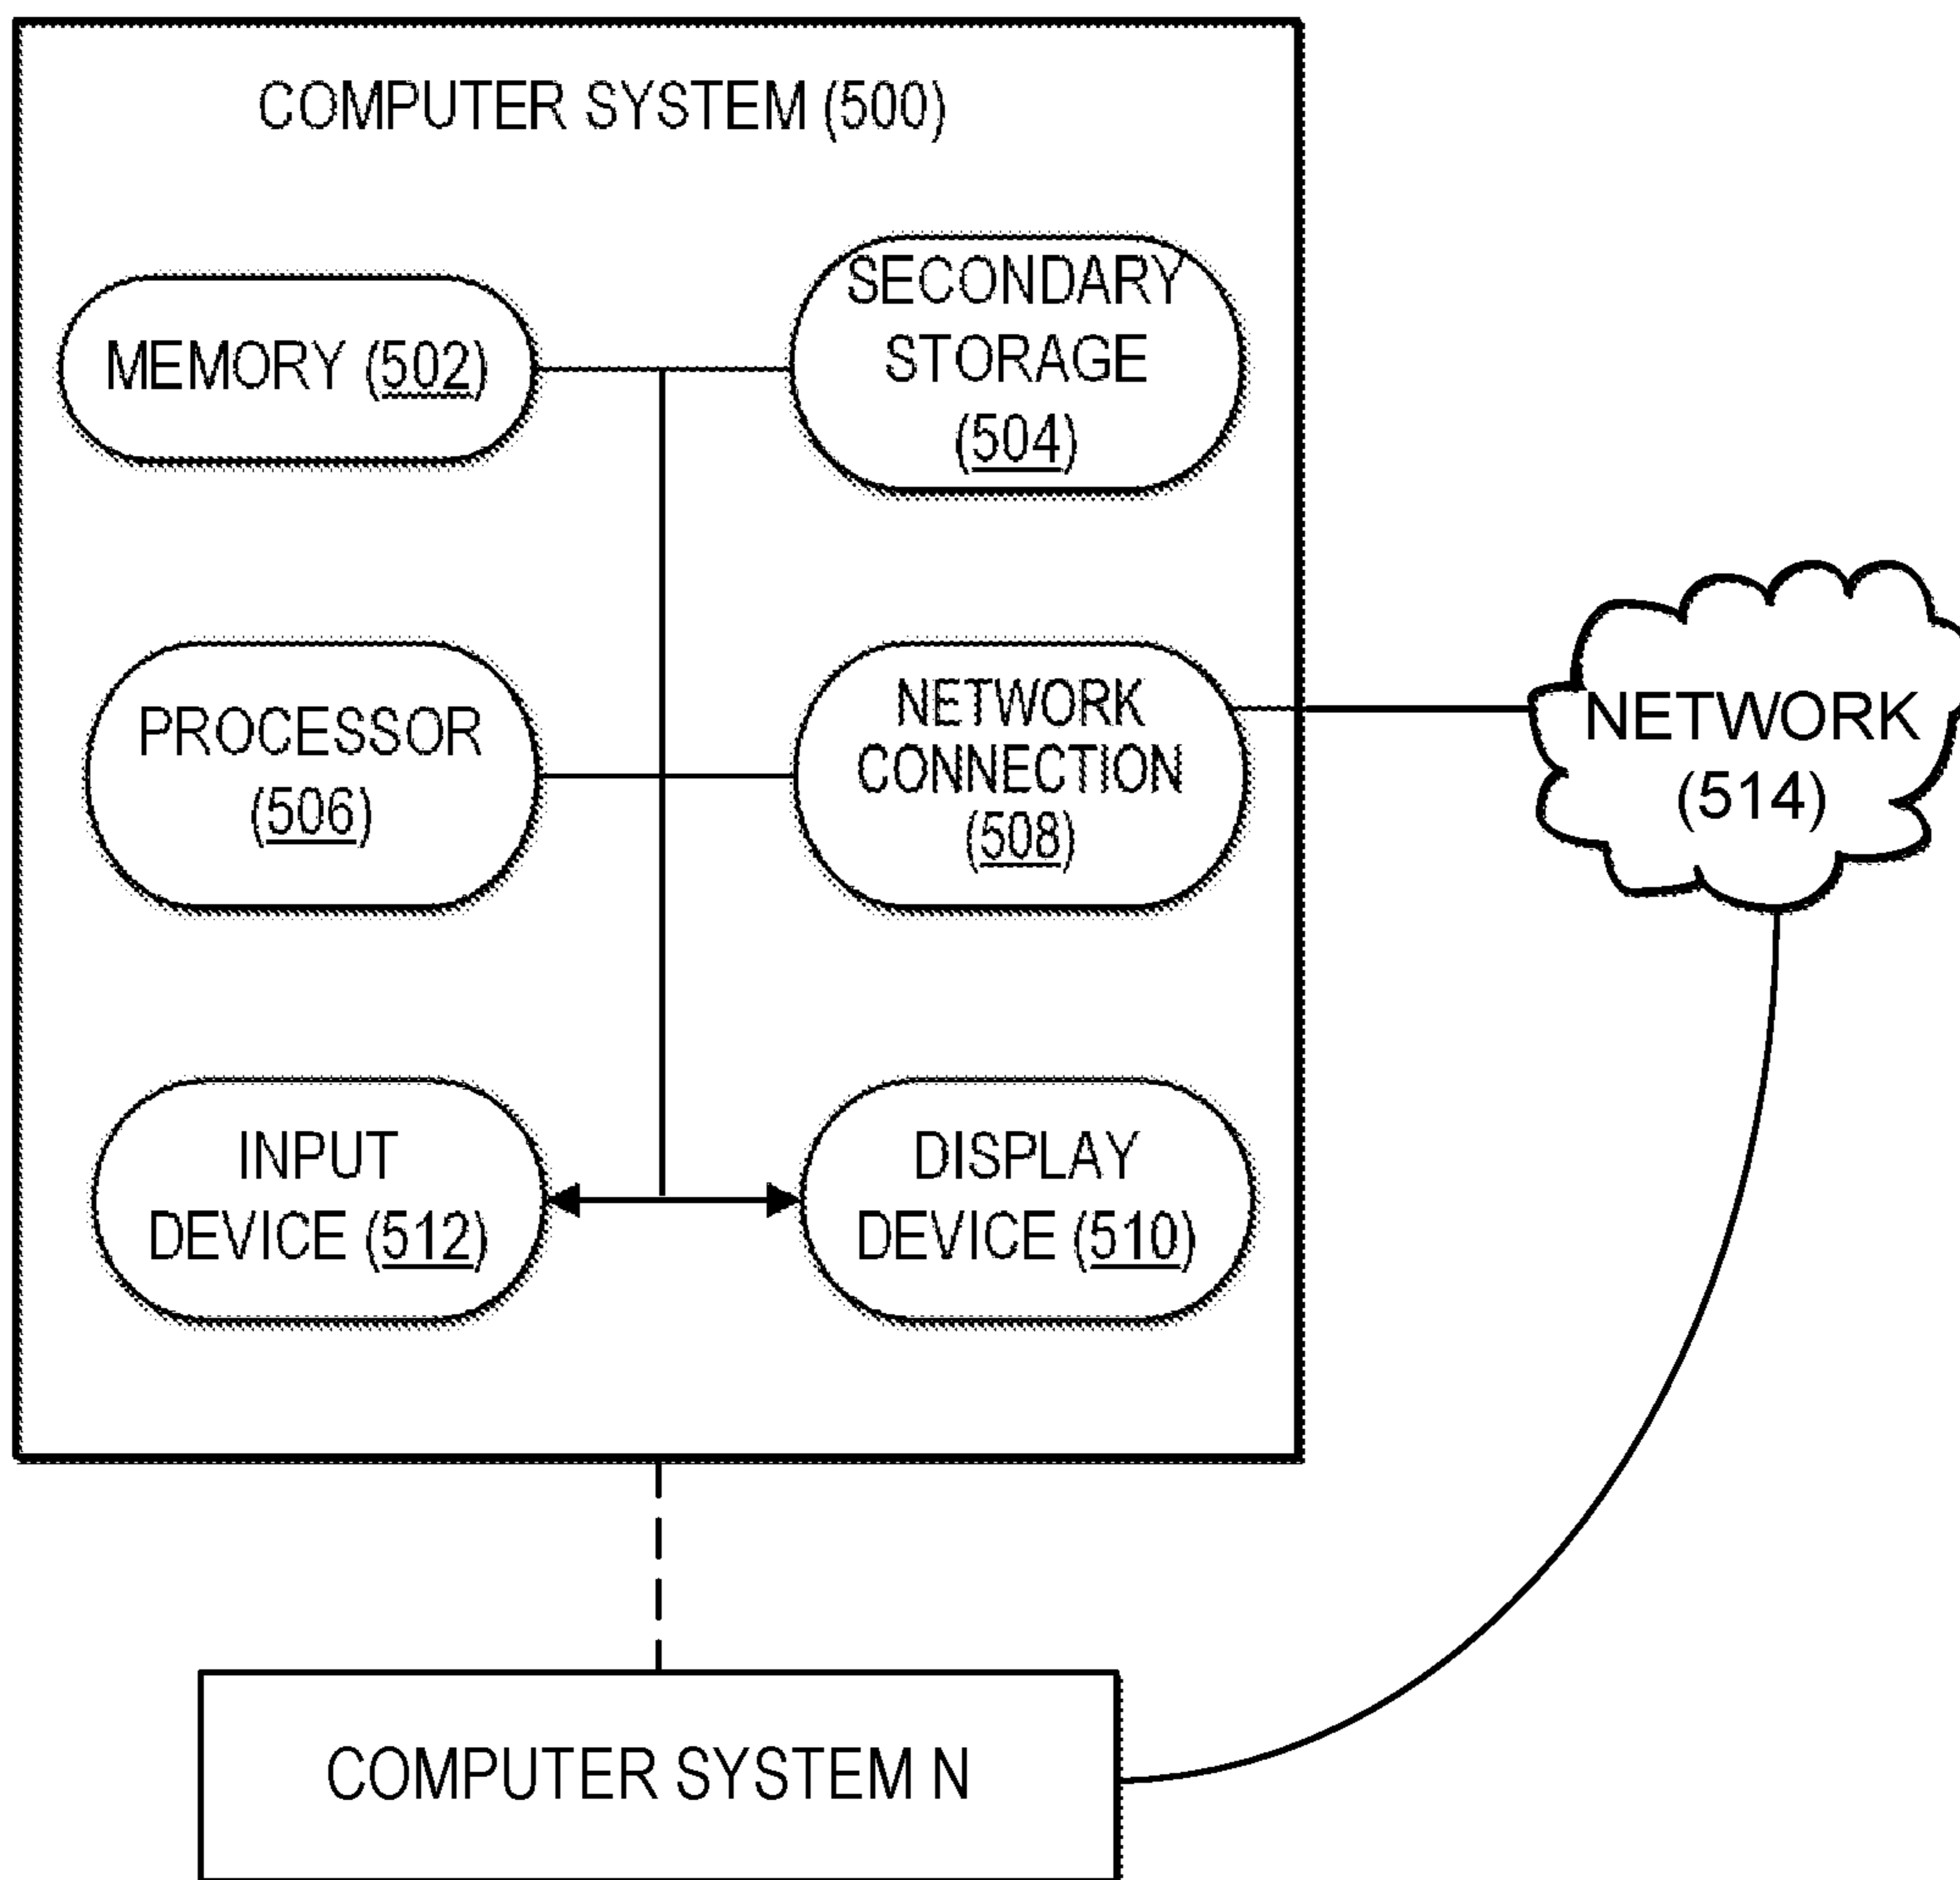 COMPUTER SYSTEM (500)
MEMORY (502)
SECONDARY
STORAGE
(504)
PROCESSOR
(506)
NETWORK
CONNECTION
(508)
NETWORK
(514)
INPUT
DEVICE (512)
DISPLAY
DEVICE (510)
COMPUTER SYSTEM N